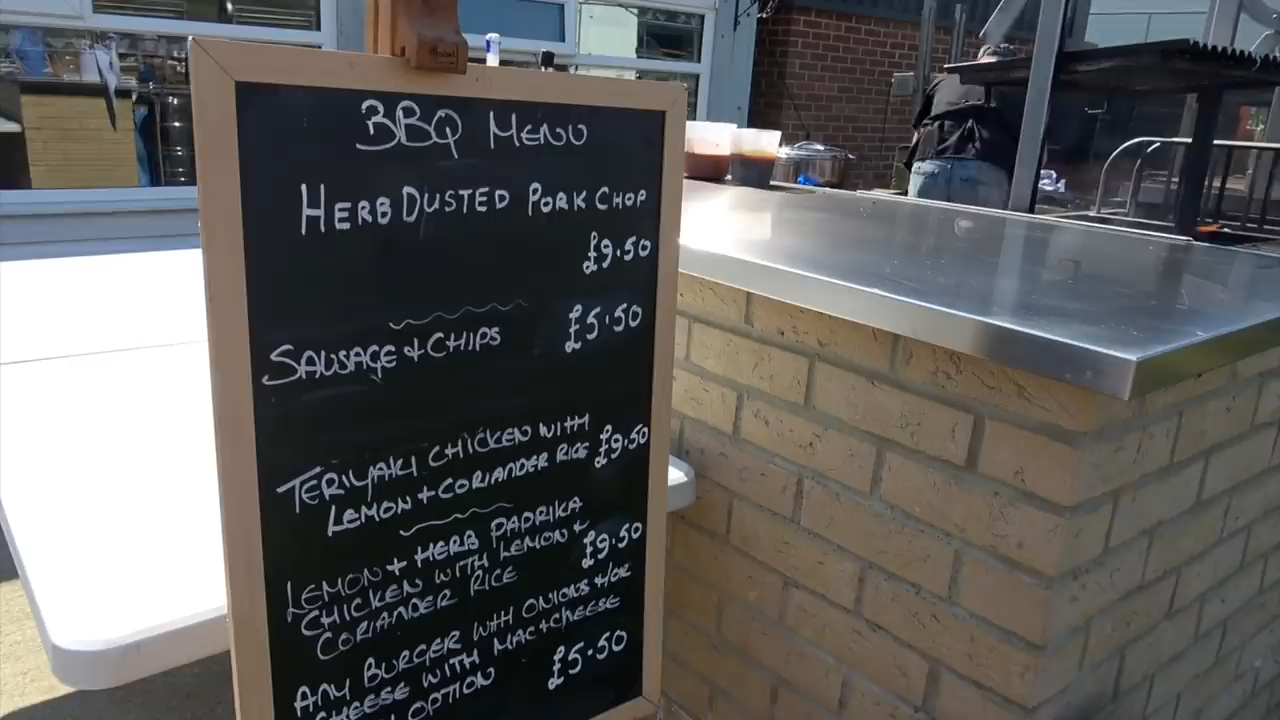 BBQ MENU
HERB DUSTED PORK CHOP
£9.50
SAUSAGE + CHIPS £5.50
TERIYAKI CHICKEN WITH
LEMON + CORIANDER RICE £9.50
LEMON + HERB PAPRIKA
CHICKEN WITH LEMON +
CORIANDER RICE £9.50
ANY BURGER WITH ONIONS +/OR
CHEESE WITH MAC+CHEESE
OPTION £5.50